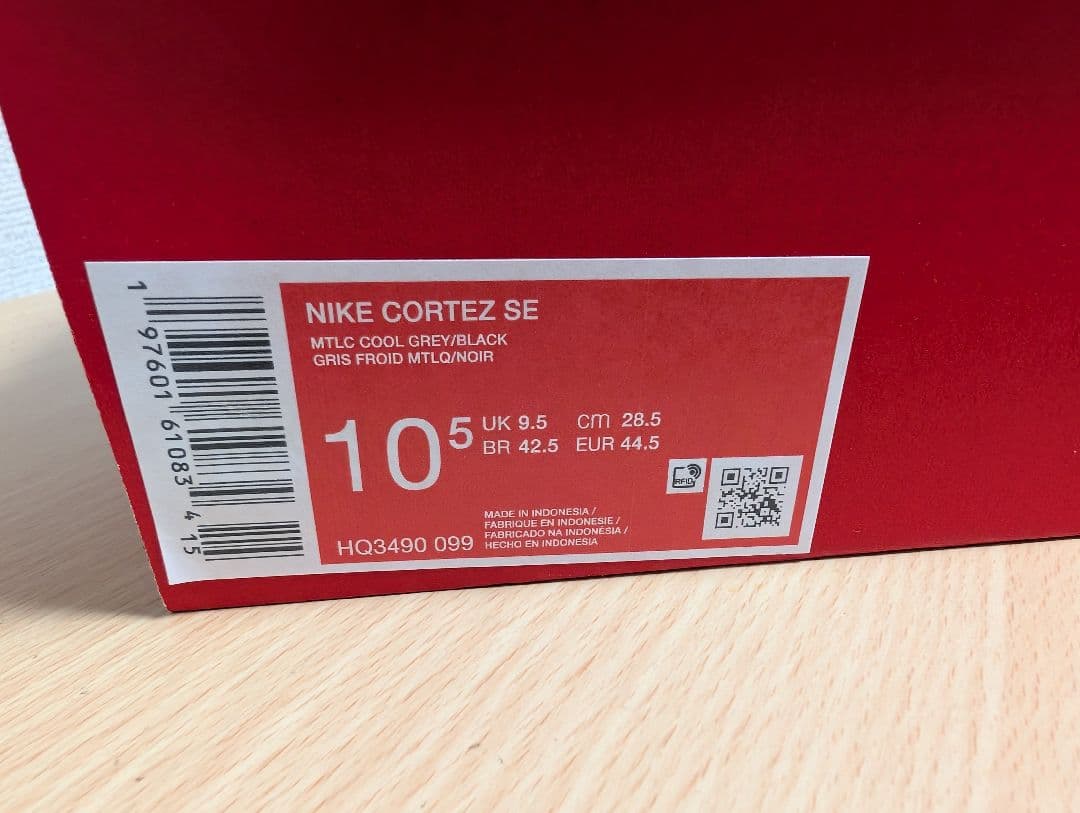 1 97601 61083 4 15
NIKE CORTEZ SE
MTLC COOL GREY/BLACK
GRIS FROID MTLQ/NOIR
10 5
UK 9.5 cm 28.5
BR 42.5 EUR 44.5
RFID
HQ3490 099
MADE IN INDONESIA /
FABRIQUE EN INDONESIE /
FABRICADO NA INDONÉSIA /
HECHO EN INDONESIA